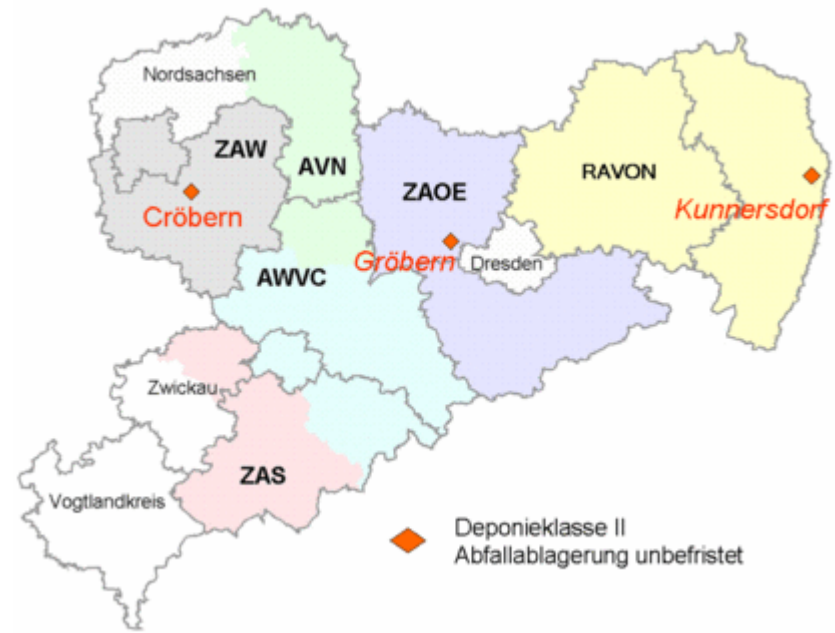 Nordsachsen
ZAW
AVN
ZAOE
RAVON
Cröbern
Kunnersdorf
Gröbern
Dresden
AWVC
Zwickau
ZAS
Vogtlandkreis
Deponieklasse II
Abfallablagerung unbefristet